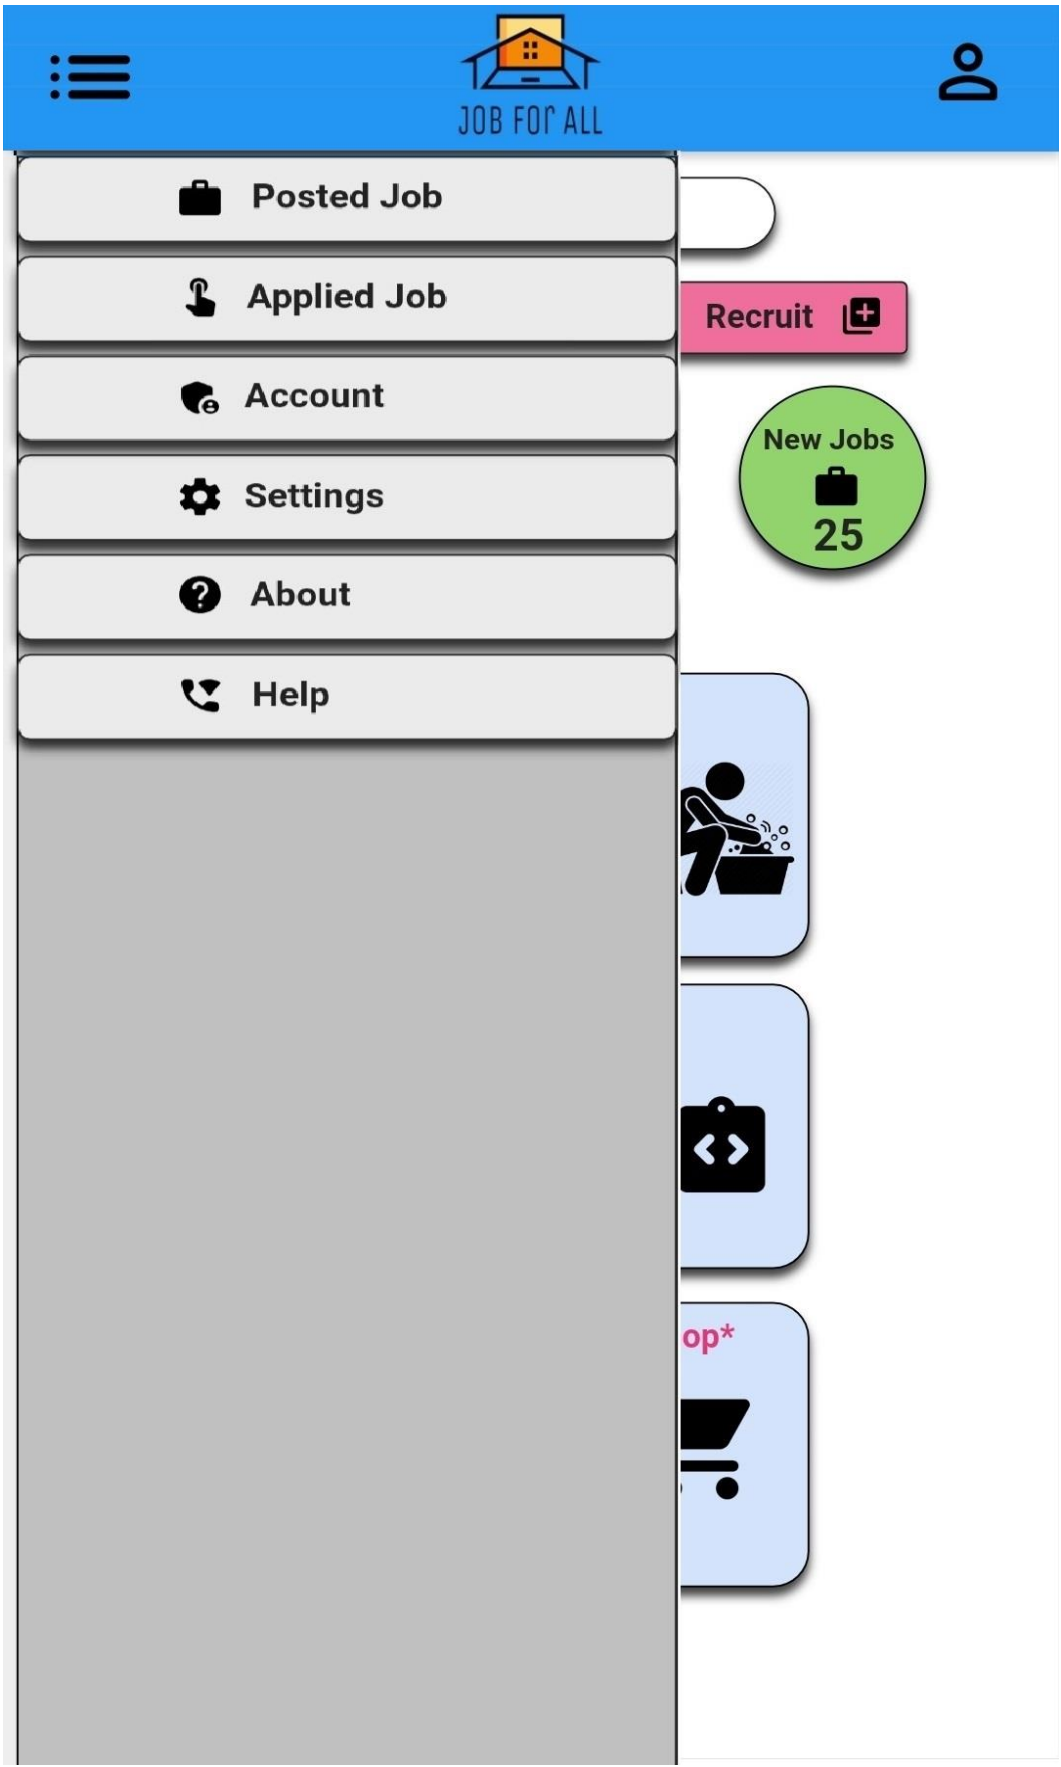 JOB FOR ALL
Posted Job
Applied Job
Account
Settings
About
Help
Recruit
New Jobs
25
op*